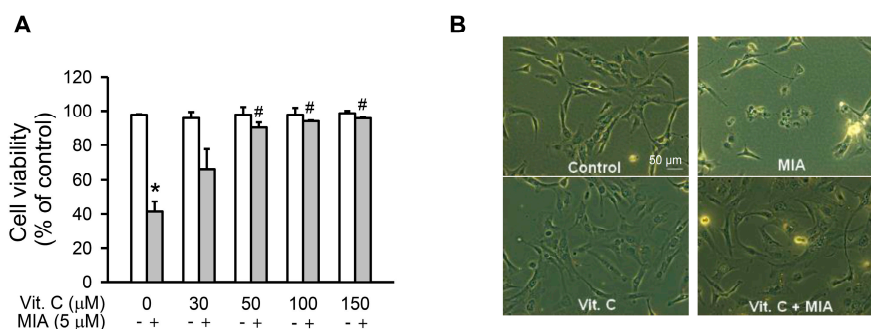 A
B
120
100
80
60
40
20
0
Cell viability
(% of control)
*
#
#
#
Vit. C (μM) 0 30 50 100 150
MIA (5 μM) - + - + - + - + - +
Control
50 μm
MIA
Vit. C
Vit. C + MIA